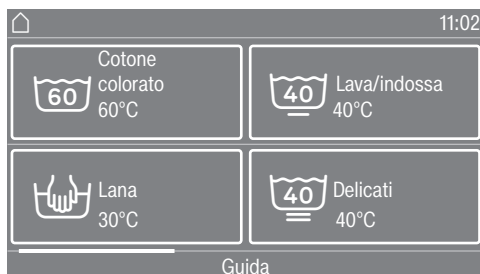 11:02
Cotone
colorato
60
60°C
40
Lava/indossa
40°C
Lana
30°C
40
Delicati
40°C
Guida